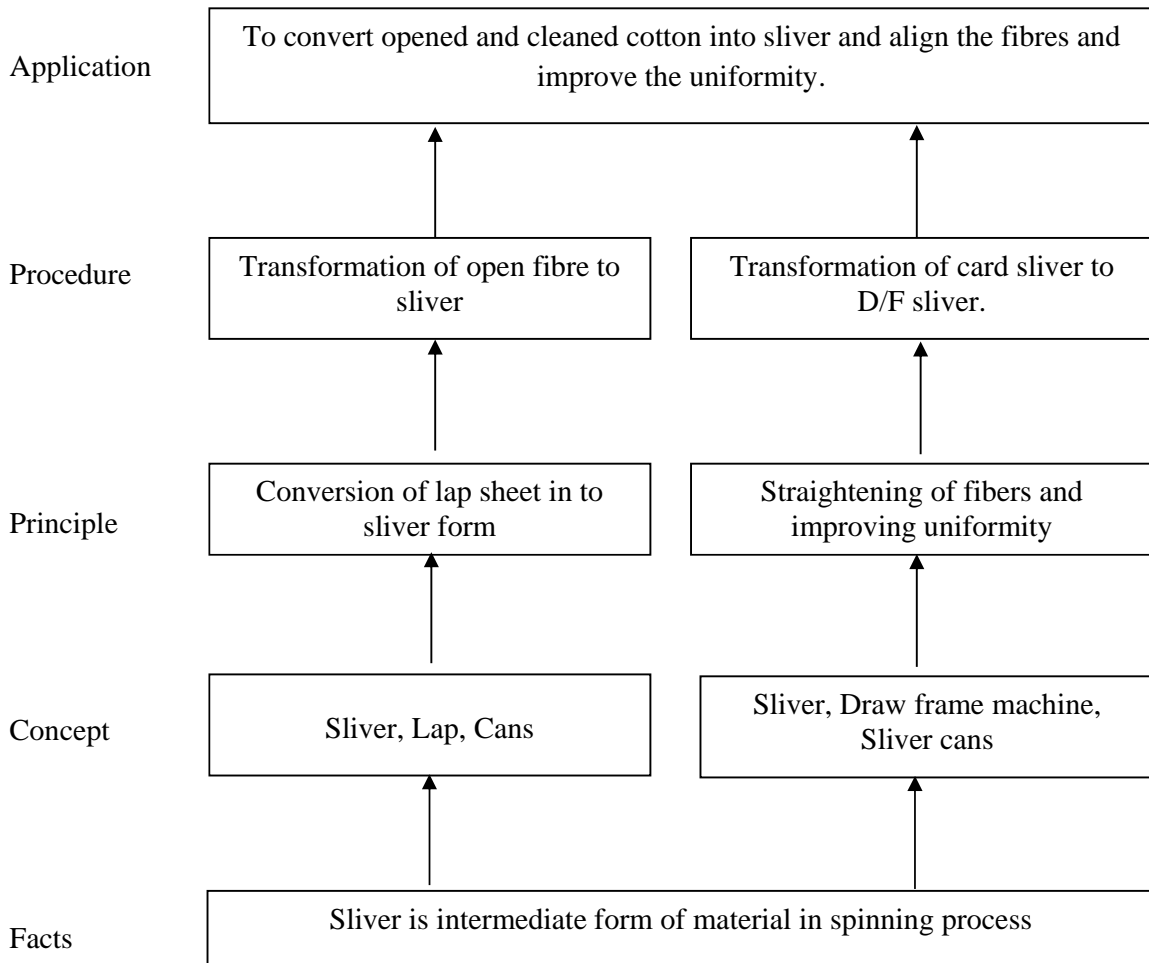 Application
To convert opened and cleaned cotton into sliver and align the fibres and
improve the uniformity.
Procedure
Transformation of open fibre to
sliver
Transformation of card sliver to
D/F sliver.
Principle
Conversion of lap sheet in to
sliver form
Straightening of fibers and
improving uniformity
Concept
Sliver, Lap, Cans
Sliver, Draw frame machine,
Sliver cans
Facts
Sliver is intermediate form of material in spinning process